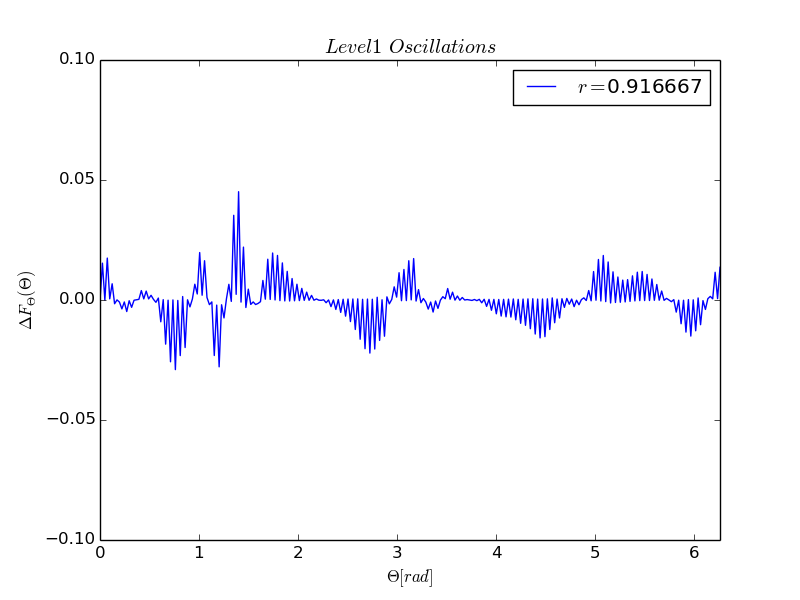 Level1 Oscillations
r=0.916667
0.10
0.05
0.00
−0.05
−0.10
ΔF_Θ(Θ)
0 1 2 3 4 5 6
Θ[rad]